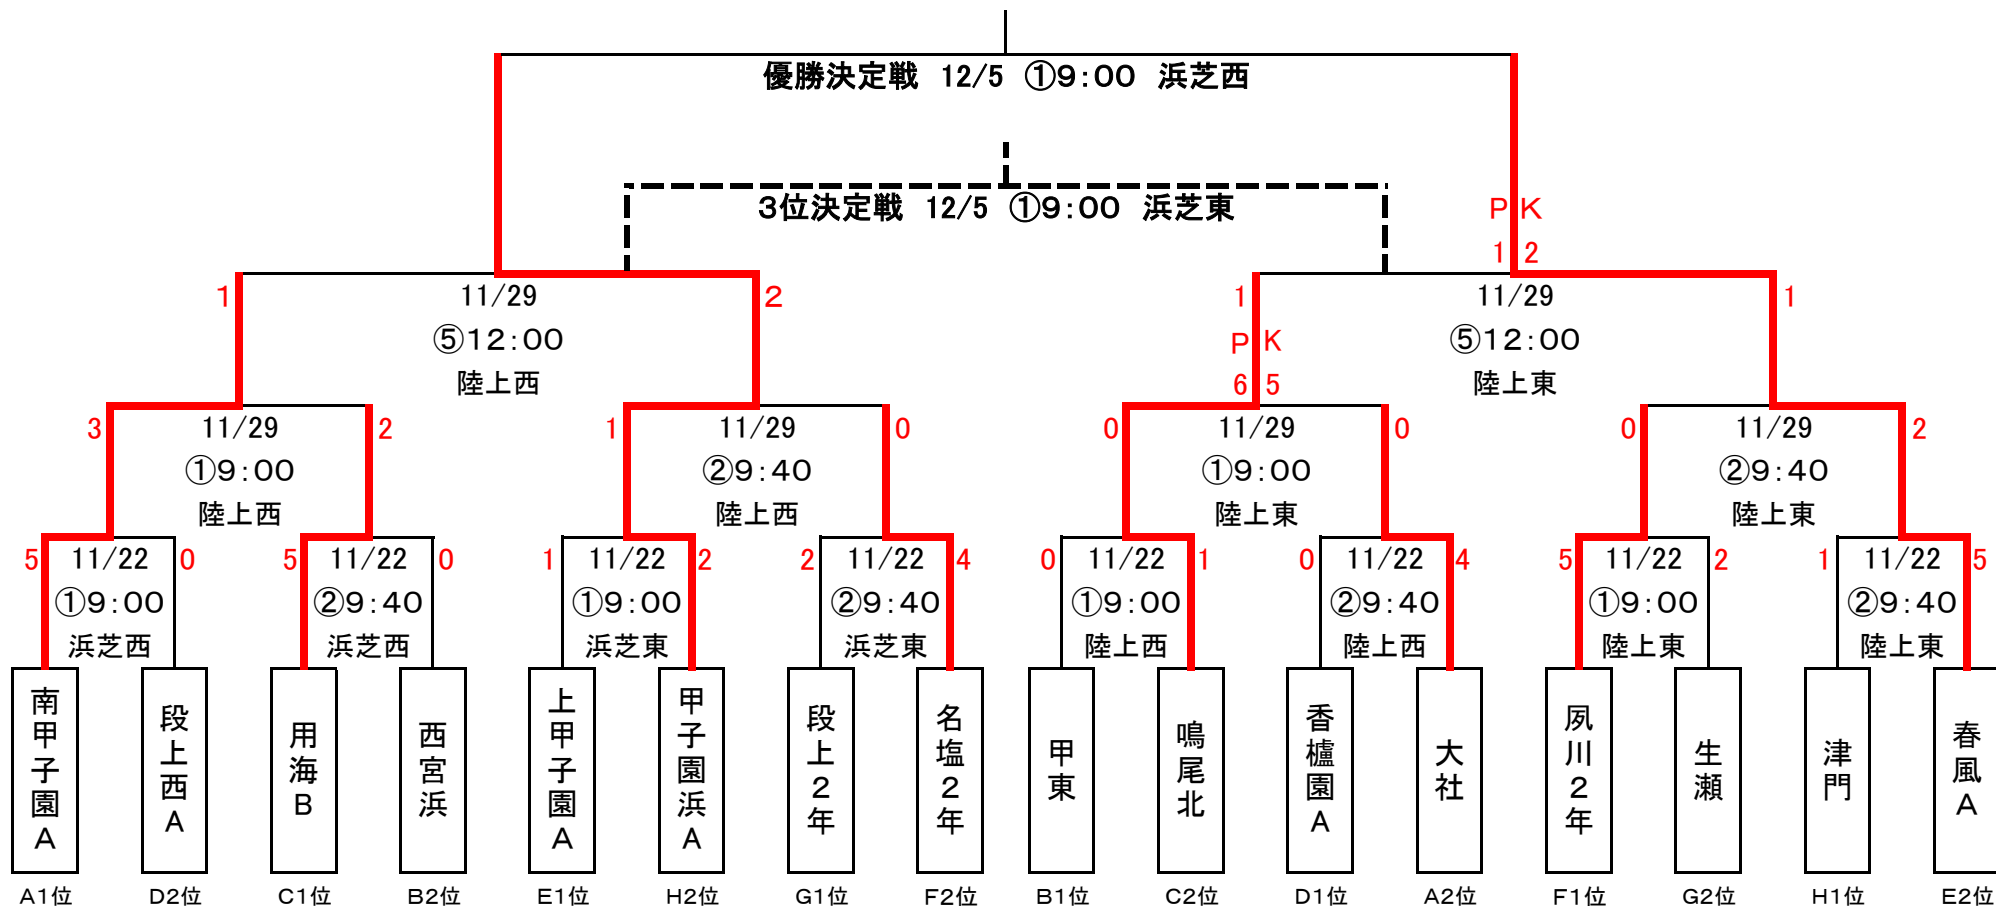 優勝決定戦 12/5 ①9:00 浜芝西
3位決定戦 12/5 ①9:00 浜芝東
PK
1 2
1 11/29 2
⑤12:00
陸上西
1 11/29 1
PK
⑤12:00
6 5
陸上東
3 11/29 2
①9:00
陸上西
1 11/29 0
②9:40
陸上西
0 11/29 0
①9:00
陸上東
0 11/29 2
②9:40
陸上東
5 11/22 0
①9:00
浜芝西
5 11/22 0
②9:40
浜芝西
1 11/22 2
①9:00
浜芝東
2 11/22 4
②9:40
浜芝東
0 11/22 1
①9:00
陸上西
0 11/22 4
②9:40
陸上西
5 11/22 2
①9:00
陸上東
1 11/22 5
②9:40
陸上東
南甲子園A
段上西A
用海B
西宮浜
上甲子園A
甲子園浜A
段上2年
名塩2年
甲東
鳴尾北
香櫨園A
大社
夙川2年
生瀬
津門
春風A
A1位
D2位
C1位
B2位
E1位
H2位
G1位
F2位
B1位
C2位
D1位
A2位
F1位
G2位
H1位
E2位